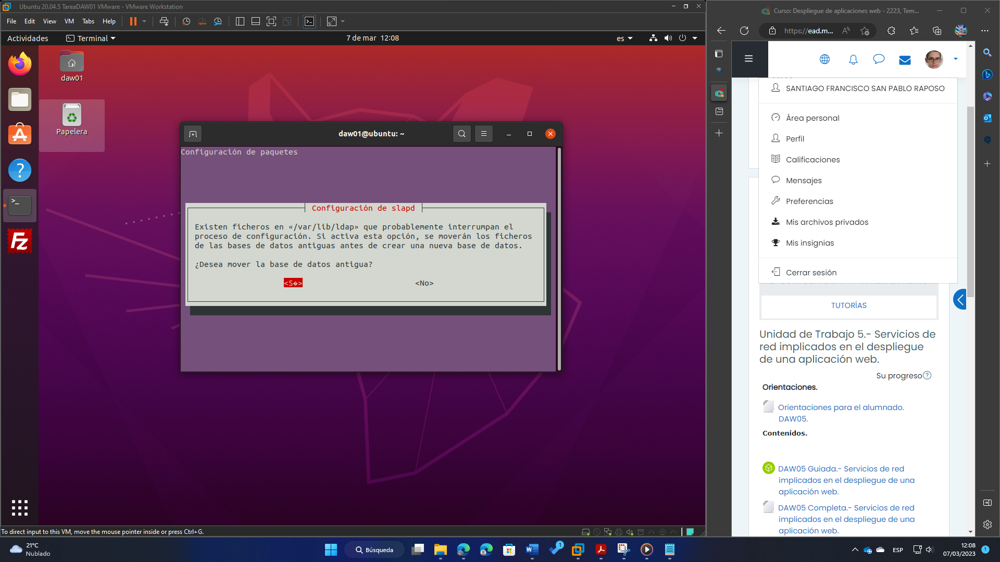 Ubuntu 20.04.5 TareaDAW01 VMware - VMware Workstation
File Edit View VM Tabs Help
Actividades Terminal 7 de mar 12:08 es
daw01
Papelera
daw01@ubuntu: ~
Configuración de paquetes
Configuración de slapd
Existen ficheros en «/var/lib/ldap» que probablemente interrumpan el
proceso de configuración. Si activa esta opción, se moverán los ficheros
de las bases de datos antiguas antes de crear una nueva base de datos.
¿Desea mover la base de datos antigua?
<S�> <No>
To direct input to this VM, move the mouse pointer inside or press Ctrl+G.
Curso: Despliegue de aplicaciones web - 2223, Tem...
https://ead.m...
SANTIAGO FRANCISCO SAN PABLO RAPOSO
Área personal
Perfil
Calificaciones
Mensajes
Preferencias
Mis archivos privados
Mis insignias
Cerrar sesión
TUTORÍAS
Unidad de Trabajo 5.- Servicios de
red implicados en el despliegue
de una aplicación web.
Su progreso
Orientaciones.
Orientaciones para el alumnado.
DAW05.
Contenidos.
DAW05 Guiada.- Servicios de red
implicados en el despliegue de una
aplicación web.
DAW05 Completa.- Servicios de red
implicados en el despliegue de una
aplicación web.
21°C
Nublado
Búsqueda
1
ESP
12:08
07/03/2023
1